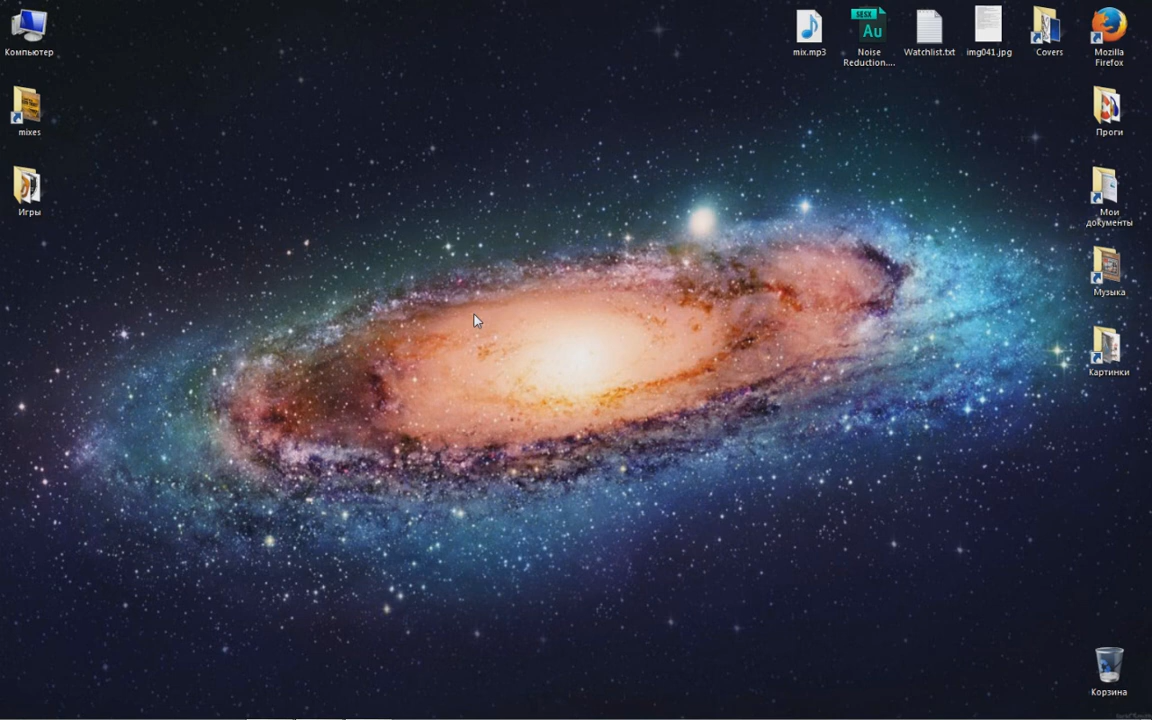 Компьютер
mixes
Игры
mix.mp3
SESX
Au
Noise
Reduction....
Watchlist.txt
img041.jpg
Covers
Mozilla
Firefox
Проги
Мои
документы
Музыка
Картинки
Корзина